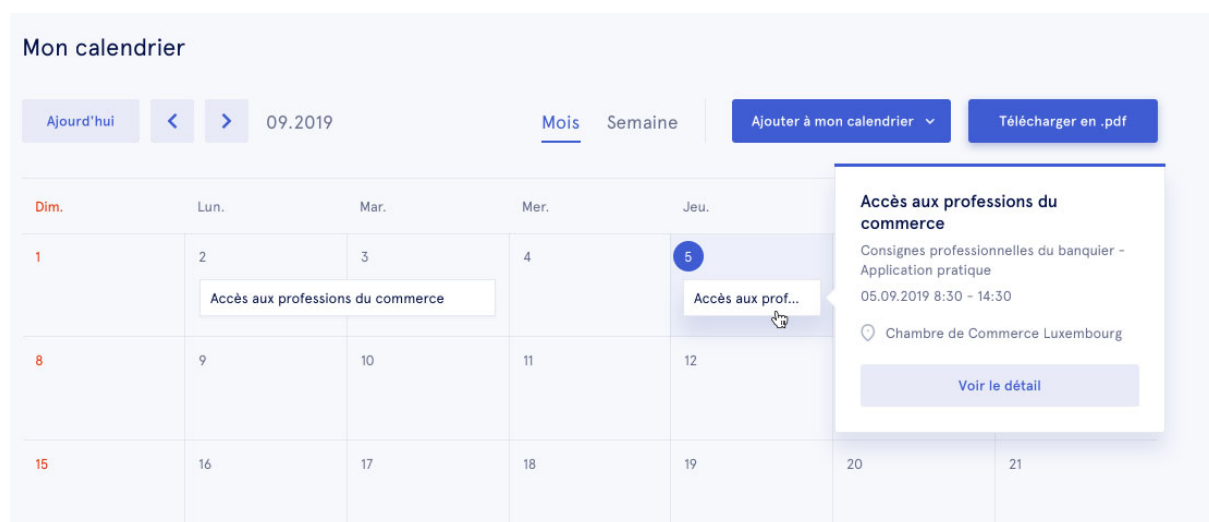 Mon calendrier
Ajourd'hui
09.2019
Mois
Semaine
Ajouter à mon calendrier
Télécharger en .pdf
Dim.
Lun.
Mar.
Mer.
Jeu.
1
2
3
4
5
Accès aux professions du commerce
Accès aux prof...
Accès aux professions du
commerce
Consignes professionnelles du banquier -
Application pratique
05.09.2019 8:30 - 14:30
Chambre de Commerce Luxembourg
Voir le détail
8
9
10
11
12
15
16
17
18
19
20
21